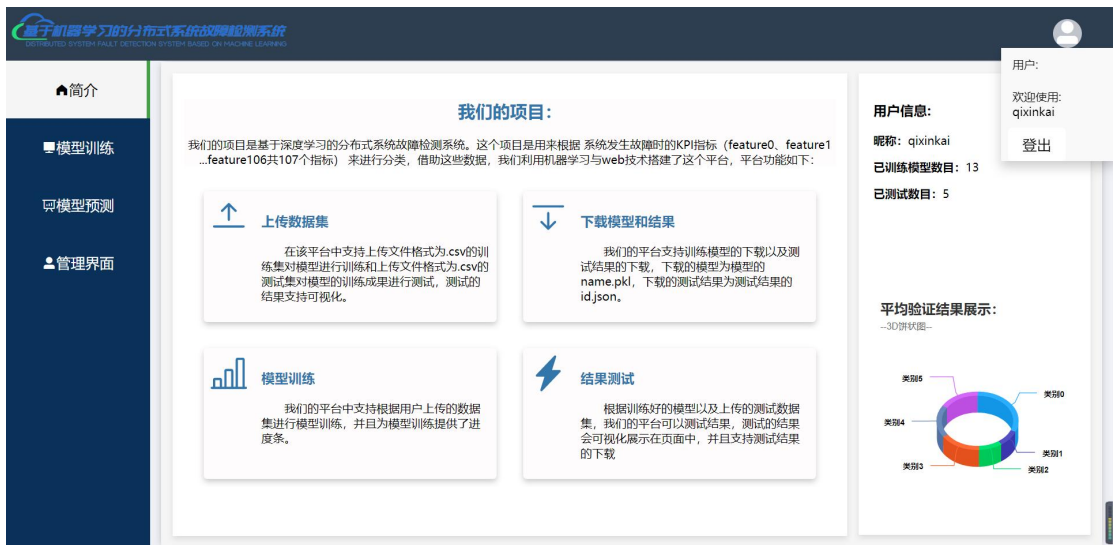 基于机器学习的分布式系统故障检测系统
DISTRIBUTED SYSTEM FAULT DETECTION SYSTEM BASED ON MACHINE LEARNING
用户:
欢迎使用:
qixinkai
登出
简介
模型训练
模型预测
管理界面
我们的项目：
我们的项目是基于深度学习的分布式系统故障检测系统。这个项目是用来根据 系统发生故障时的KPI指标（feature0、feature1
...feature106共107个指标） 来进行分类，借助这些数据，我们利用机器学习与web技术搭建了这个平台，平台功能如下：
上传数据集
在该平台中支持上传文件格式为.csv的训
练集对模型进行训练和上传文件格式为.csv的
测试集对模型的训练成果进行测试，测试的
结果支持可视化。
下载模型和结果
我们的平台支持训练模型的下载以及测
试结果的下载，下载的模型为模型的
name.pkl，下载的测试结果为测试结果的
id.json。
模型训练
我们的平台中支持根据用户上传的数据
集进行模型训练，并且为模型训练提供了进
度条。
结果测试
根据训练好的模型以及上传的测试数据
集，我们的平台可以测试结果，测试的结果
会可视化展示在页面中，并且支持测试结果
的下载
用户信息:
昵称：qixinkai
已训练模型数目：13
已测试数目：5
平均验证结果展示：
--3D饼状图--
类别5
类别0
类别4
类别1
类别3
类别2